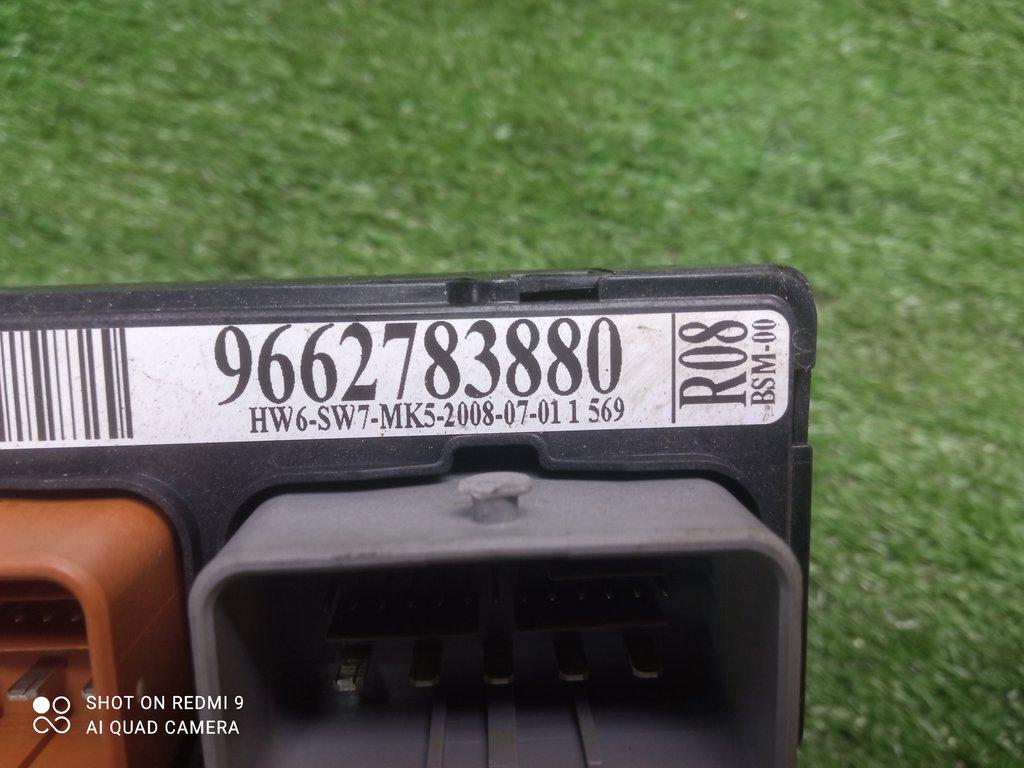 9662783880
HW6-SW7-MK5-2008-07-01 1 569
R08
BSM-00
SHOT ON REDMI 9
AI QUAD CAMERA